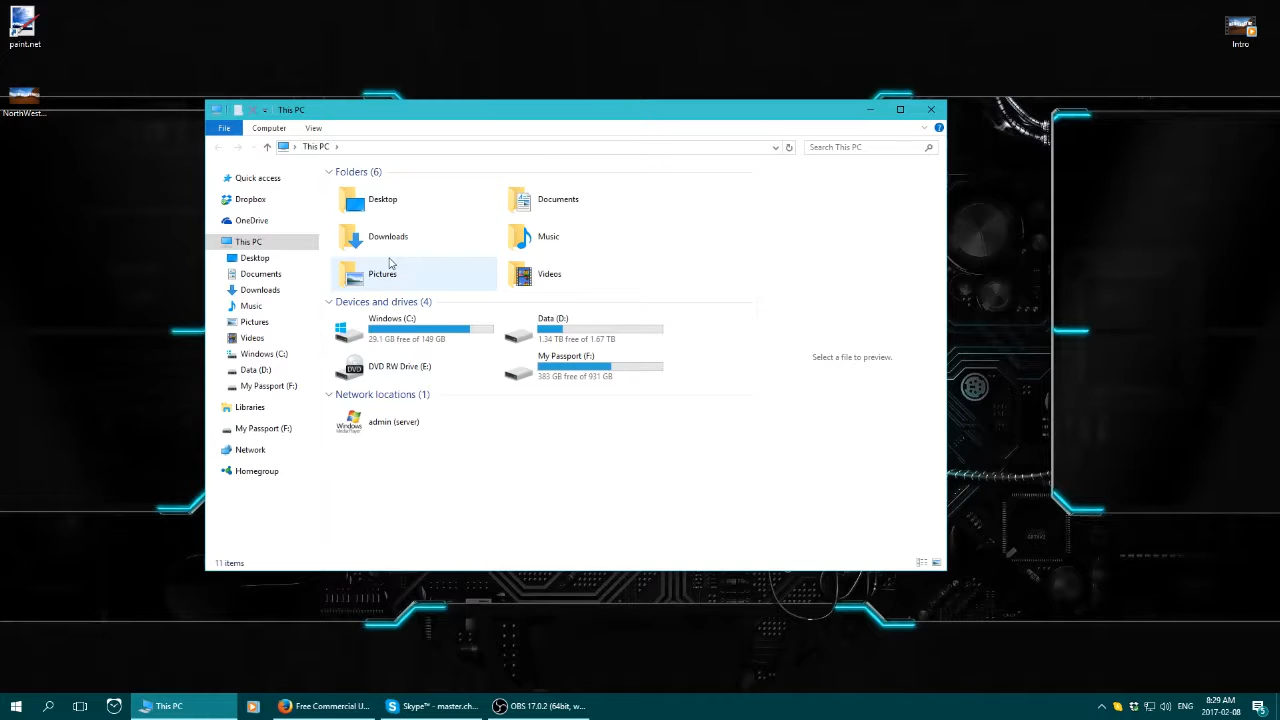 paint.net
NorthWest...
Intro
This PC
File
Computer
View
This PC
Search This PC
Quick access
Dropbox
OneDrive
This PC
Desktop
Documents
Downloads
Music
Pictures
Videos
Windows (C:)
Data (D:)
My Passport (F:)
Libraries
My Passport (F:)
Network
Homegroup
Folders (6)
Desktop
Documents
Downloads
Music
Pictures
Videos
Devices and drives (4)
Windows (C:)
29.1 GB free of 149 GB
Data (D:)
1.34 TB free of 1.67 TB
DVD RW Drive (E:)
My Passport (F:)
383 GB free of 931 GB
Network locations (1)
admin (server)
Select a file to preview.
11 items
This PC
Free Commercial U...
Skype™ - master.ch...
OBS 17.0.2 (64bit, w...
8:29 AM
2017-02-08